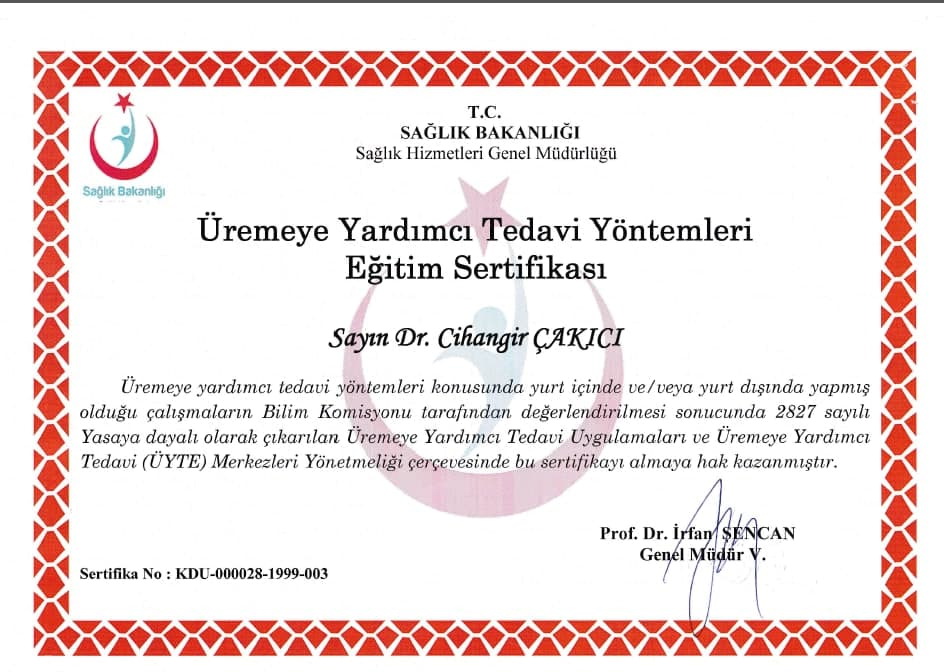 T.C.
SAĞLIK BAKANLIĞI
Sağlık Hizmetleri Genel Müdürlüğü
Sağlık Bakanlığı
Üremeye Yardımcı Tedavi Yöntemleri
Eğitim Sertifikası
Sayın Dr. Cihangir ÇAKICI
Üremeye yardımcı tedavi yöntemleri konusunda yurt içinde ve/veya yurt dışında yapmış
olduğu çalışmaların Bilim Komisyonu tarafından değerlendirilmesi sonucunda 2827 sayılı
Yasaya dayalı olarak çıkarılan Üremeye Yardımcı Tedavi Uygulamaları ve Üremeye Yardımcı
Tedavi (ÜYTE) Merkezleri Yönetmeliği çerçevesinde bu sertifikayı almaya hak kazanmıştır.
Prof. Dr. İrfan ŞENCAN
Genel Müdür V.
Sertifika No : KDU-000028-1999-003